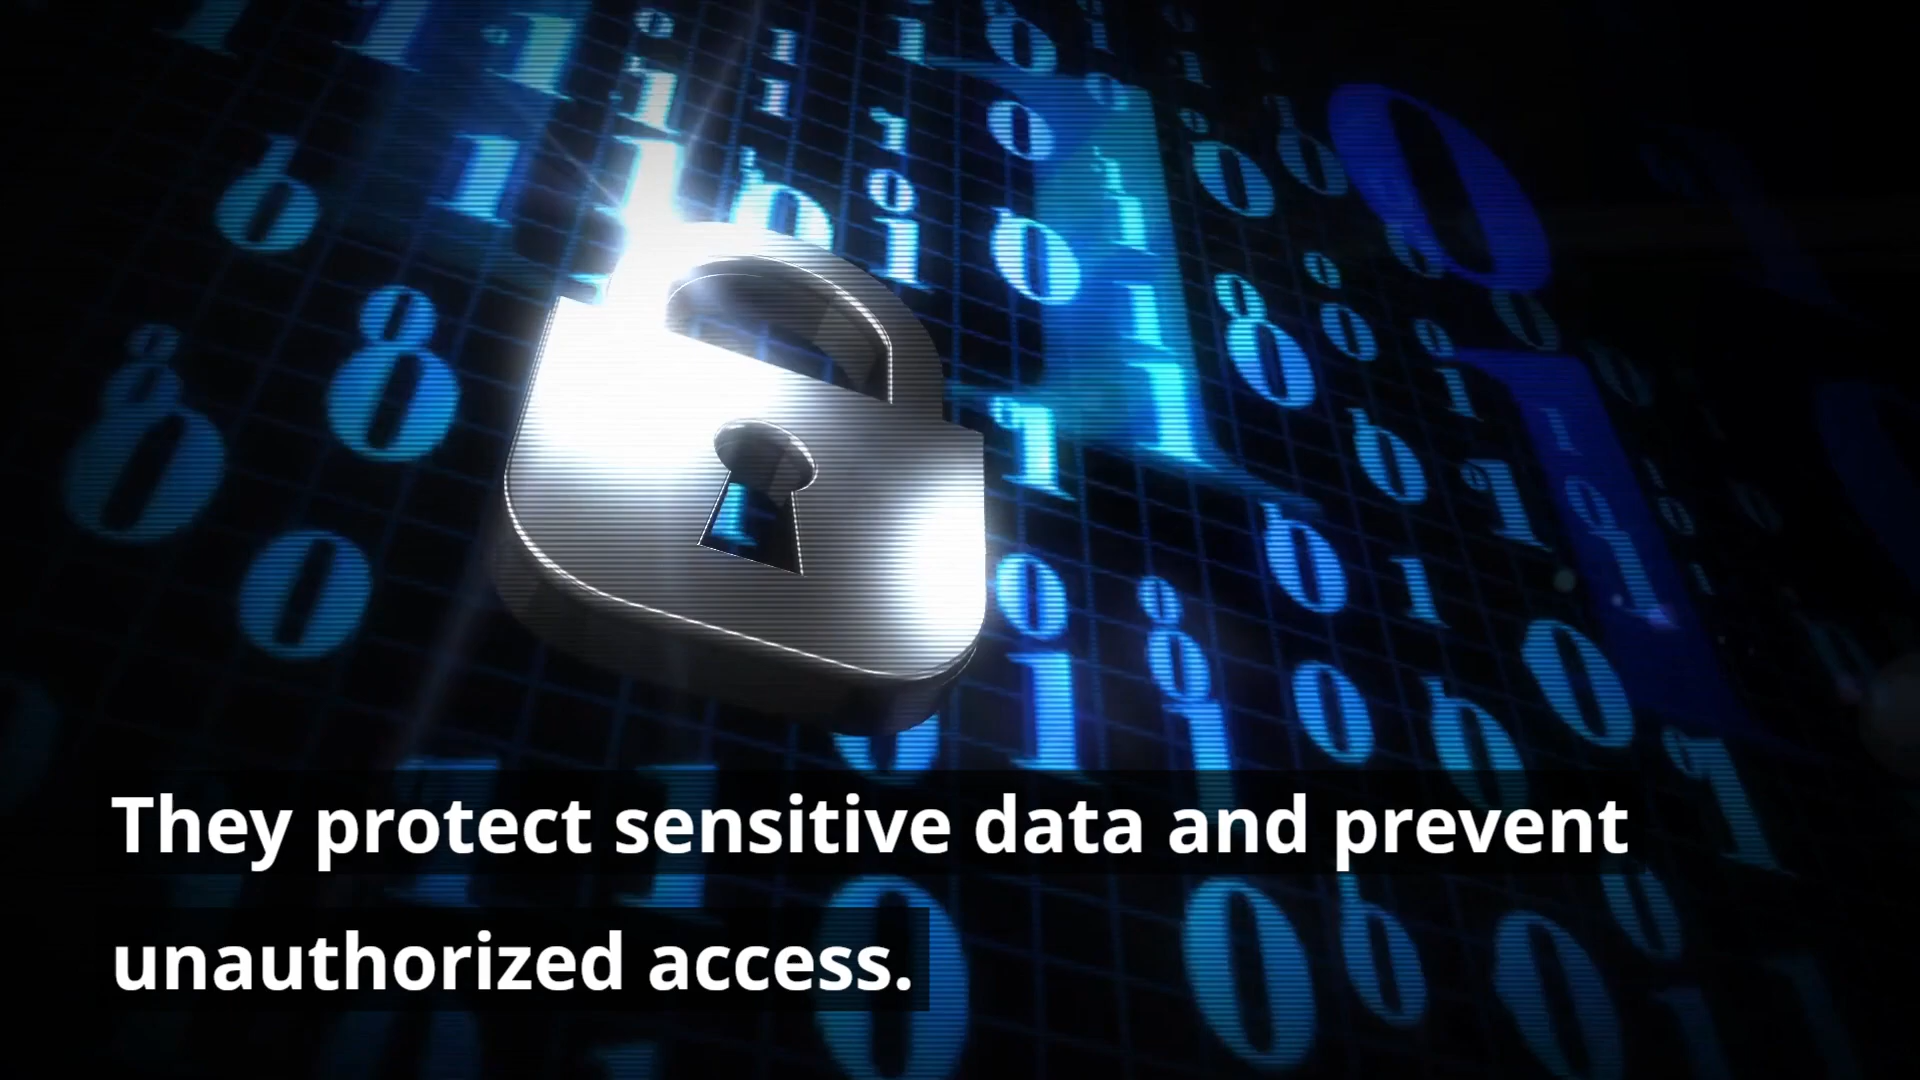 They protect sensitive data and prevent
unauthorized access.